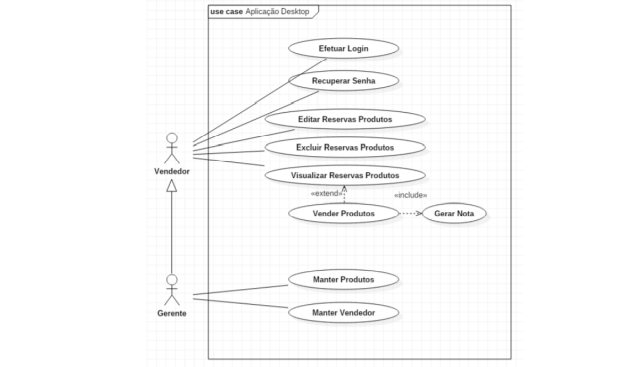 use case Aplicação Desktop
Efetuar Login
Recuperar Senha
Editar Reservas Produtos
Excluir Reservas Produtos
Vendedor
Visualizar Reservas Produtos
«extend»
«include»
Vender Produtos
Gerar Nota
Manter Produtos
Gerente
Manter Vendedor